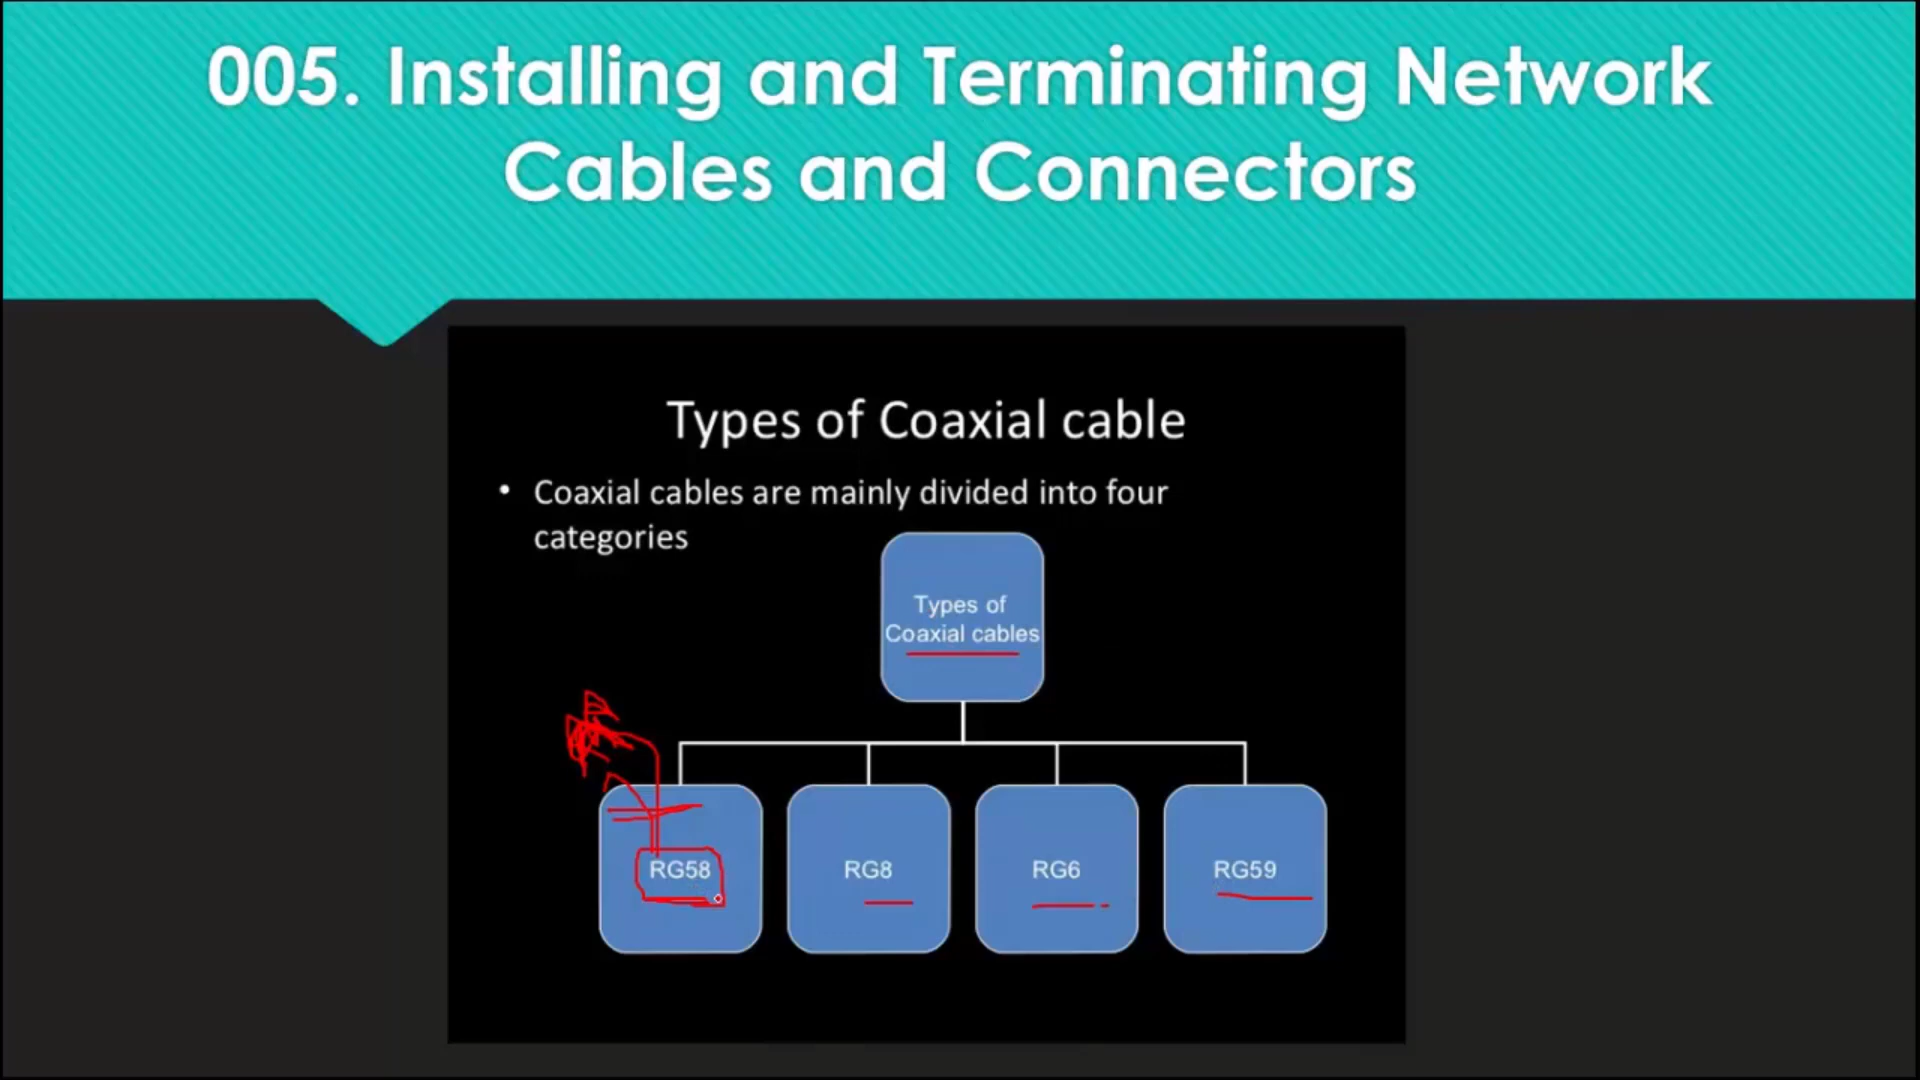 005. Installing and Terminating Network
Cables and Connectors
Types of Coaxial cable
• Coaxial cables are mainly divided into four
categories
Types of
Coaxial cables
RG58
RG8
RG6
RG59